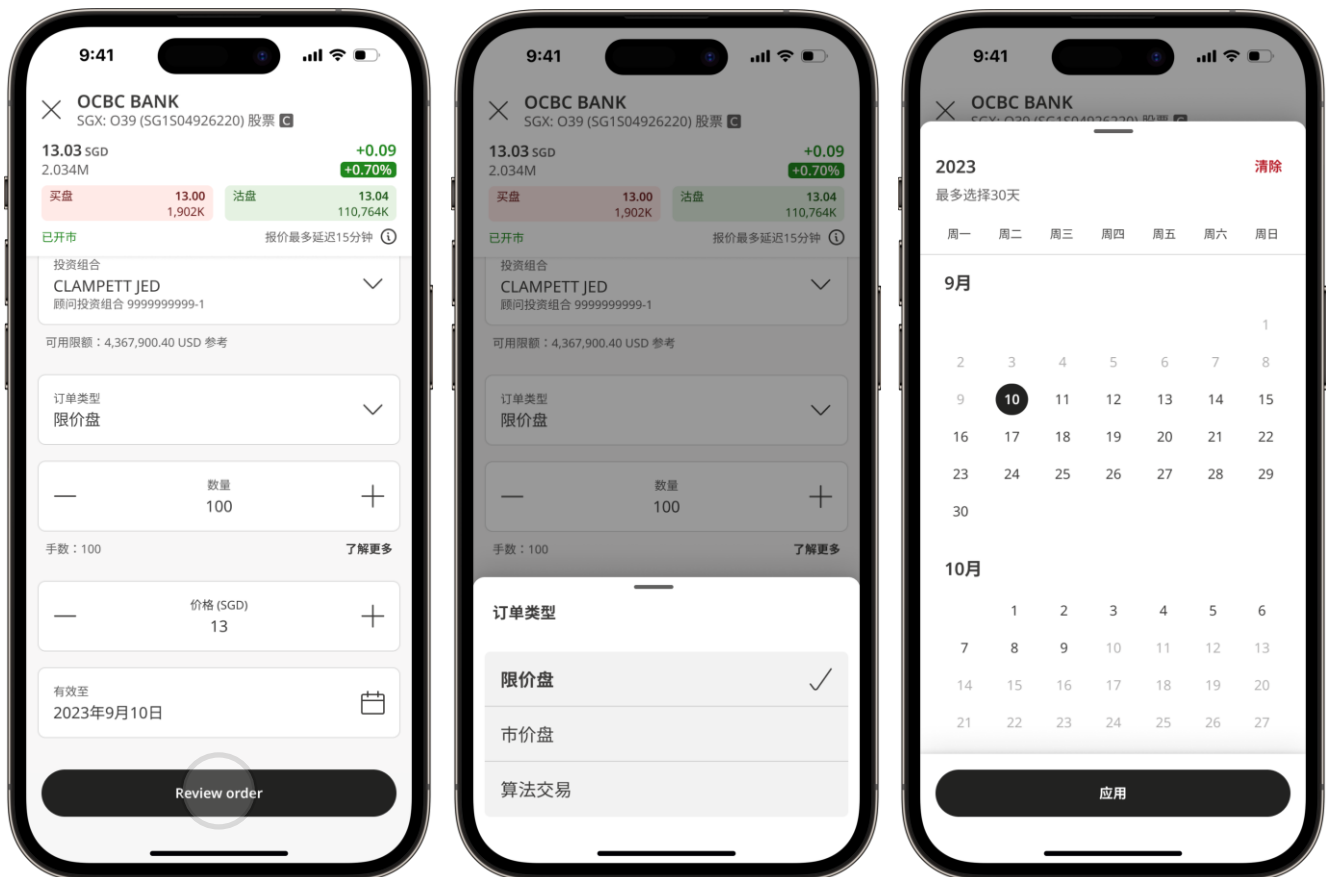 9:41
OCBC BANK
SGX: O39 (SG1S04926220) 股票 C
13.03 SGD
+0.09
2.034M
+0.70%
买盘
13.00
1,902K
沽盘
13.04
110,764K
已开市
报价最多延迟15分钟
投资组合
CLAMPETT JED
顾问投资组合 9999999999-1
可用限额：4,367,900.40 USD 参考
订单类型
限价盘
数量
100
手数：100
了解更多
价格 (SGD)
13
有效至
2023年9月10日
Review order
9:41
OCBC BANK
SGX: O39 (SG1S04926220) 股票 C
13.03 SGD
+0.09
2.034M
+0.70%
买盘
13.00
1,902K
沽盘
13.04
110,764K
已开市
报价最多延迟15分钟
投资组合
CLAMPETT JED
顾问投资组合 9999999999-1
可用限额：4,367,900.40 USD 参考
订单类型
限价盘
数量
100
手数：100
了解更多
订单类型
限价盘
市价盘
算法交易
9:41
OCBC BANK
SGX: O39 (SG1S04926220) 股票 C
2023
清除
最多选择30天
周一 周二 周三 周四 周五 周六 周日
9月
1
2 3 4 5 6 7 8
9 10 11 12 13 14 15
16 17 18 19 20 21 22
23 24 25 26 27 28 29
30
10月
1 2 3 4 5 6
7 8 9 10 11 12 13
14 15 16 17 18 19 20
21 22 23 24 25 26 27
应用